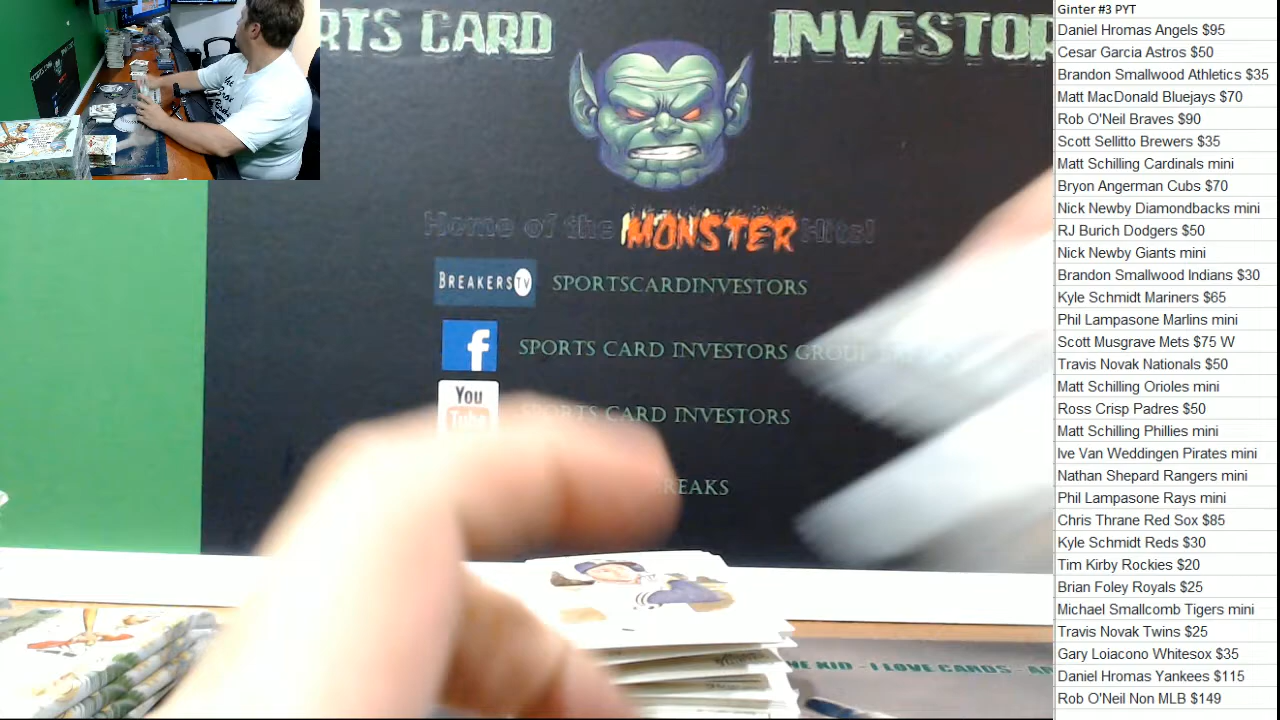 RTS CARD INVESTOR
Home of the MONSTER Hits!
BREAKERSTV SPORTSCARDINVESTORS
f SPORTS CARD INVESTORS GROUP
You
Tube SPORTS CARD INVESTORS
REAKS
HE KID - I LOVE CARDS -
Ginter #3 PYT
Daniel Hromas Angels $95
Cesar Garcia Astros $50
Brandon Smallwood Athletics $35
Matt MacDonald Bluejays $70
Rob O'Neil Braves $90
Scott Sellitto Brewers $35
Matt Schilling Cardinals mini
Bryon Angerman Cubs $70
Nick Newby Diamondbacks mini
RJ Burich Dodgers $50
Nick Newby Giants mini
Brandon Smallwood Indians $30
Kyle Schmidt Mariners $65
Phil Lampasone Marlins mini
Scott Musgrave Mets $75 W
Travis Novak Nationals $50
Matt Schilling Orioles mini
Ross Crisp Padres $50
Matt Schilling Phillies mini
Ive Van Weddingen Pirates mini
Nathan Shepard Rangers mini
Phil Lampasone Rays mini
Chris Thrane Red Sox $85
Kyle Schmidt Reds $30
Tim Kirby Rockies $20
Brian Foley Royals $25
Michael Smallcomb Tigers mini
Travis Novak Twins $25
Gary Loiacono Whitesox $35
Daniel Hromas Yankees $115
Rob O'Neil Non MLB $149